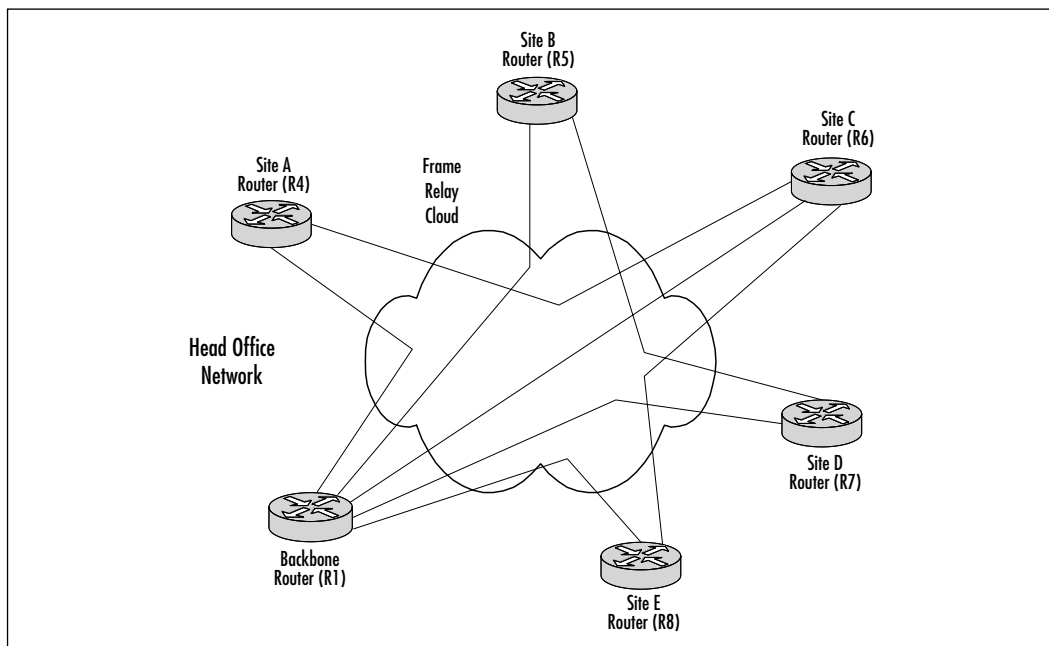 Site B
Router (R5)
Site C
Router (R6)
Site A
Router (R4)
Frame
Relay
Cloud
Head Office
Network
Site D
Router (R7)
Backbone
Router (R1)
Site E
Router (R8)